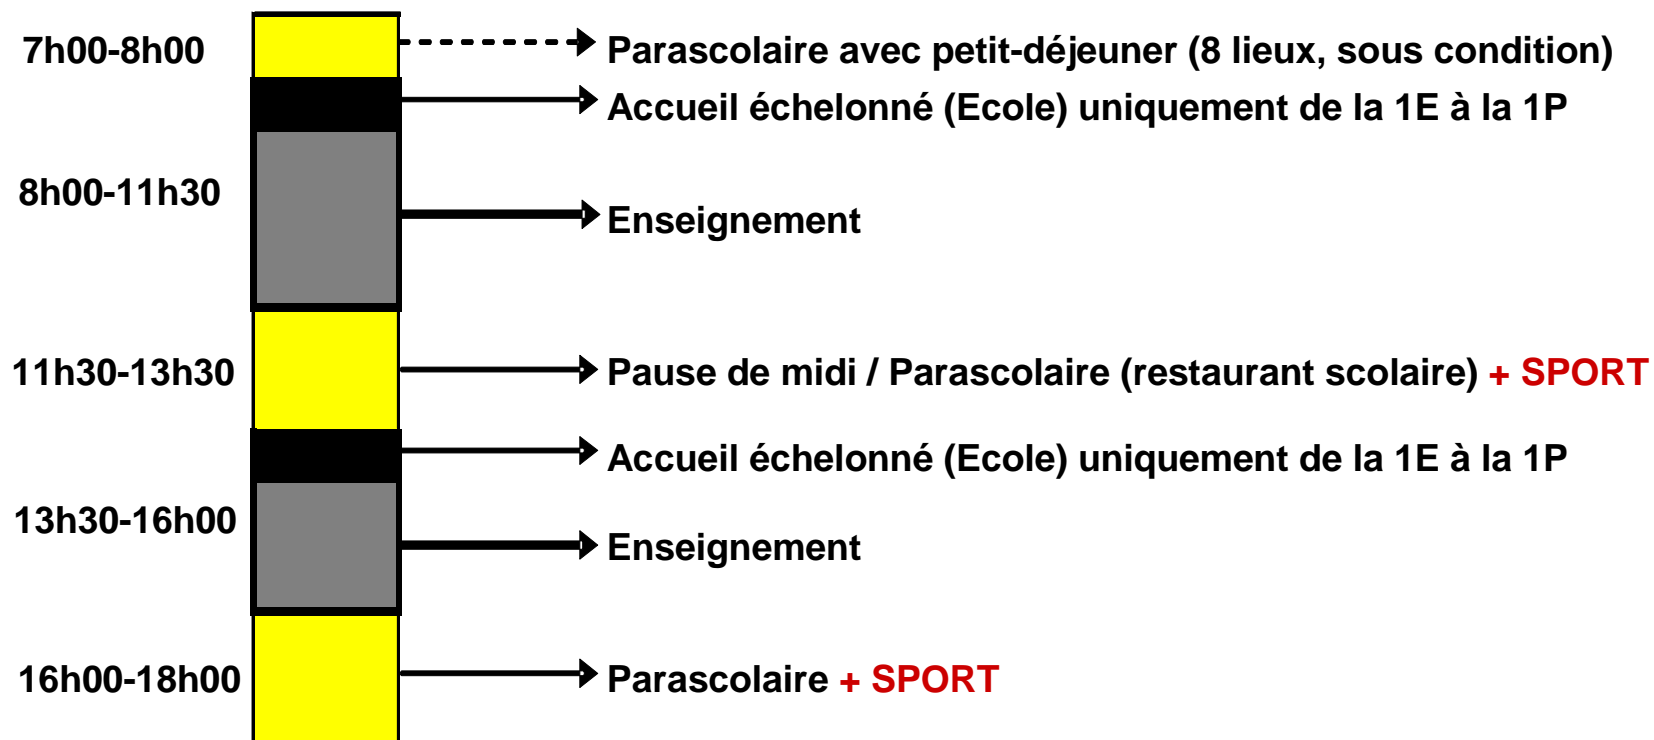 7h00-8h00 Parascolaire avec petit-déjeuner (8 lieux, sous condition)
Accueil échelonné (Ecole) uniquement de la 1E à la 1P
8h00-11h30
Enseignement
11h30-13h30 Pause de midi / Parascolaire (restaurant scolaire) + SPORT
Accueil échelonné (Ecole) uniquement de la 1E à la 1P
13h30-16h00
Enseignement
16h00-18h00 Parascolaire + SPORT